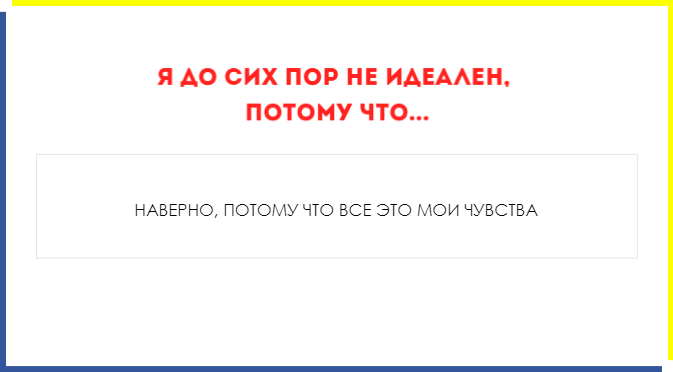 Я ДО СИХ ПОР НЕ ИДЕАЛЕН,
ПОТОМУ ЧТО...
НАВЕРНО, ПОТОМУ ЧТО ВСЕ ЭТО МОИ ЧУВСТВА